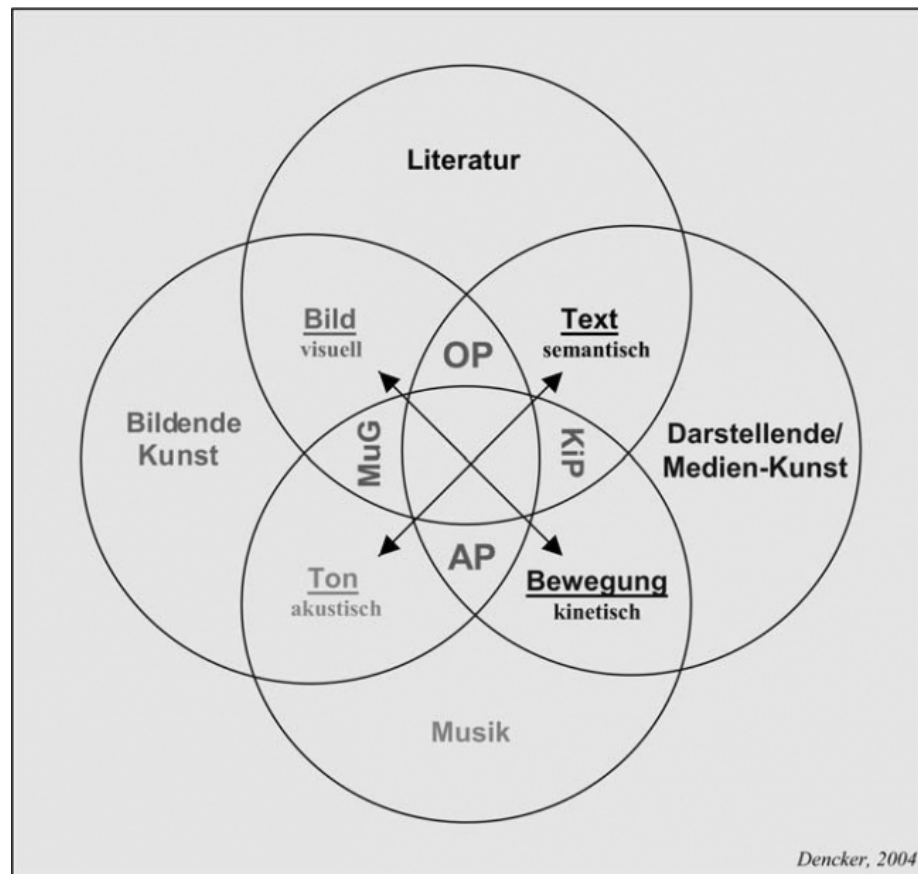 Literatur
Bild
visuell
OP
Text
semantisch
Bildende
Kunst
MuG
KiP
Darstellende/
Medien-Kunst
Ton
akustisch
AP
Bewegung
kinetisch
Musik
Dencker, 2004